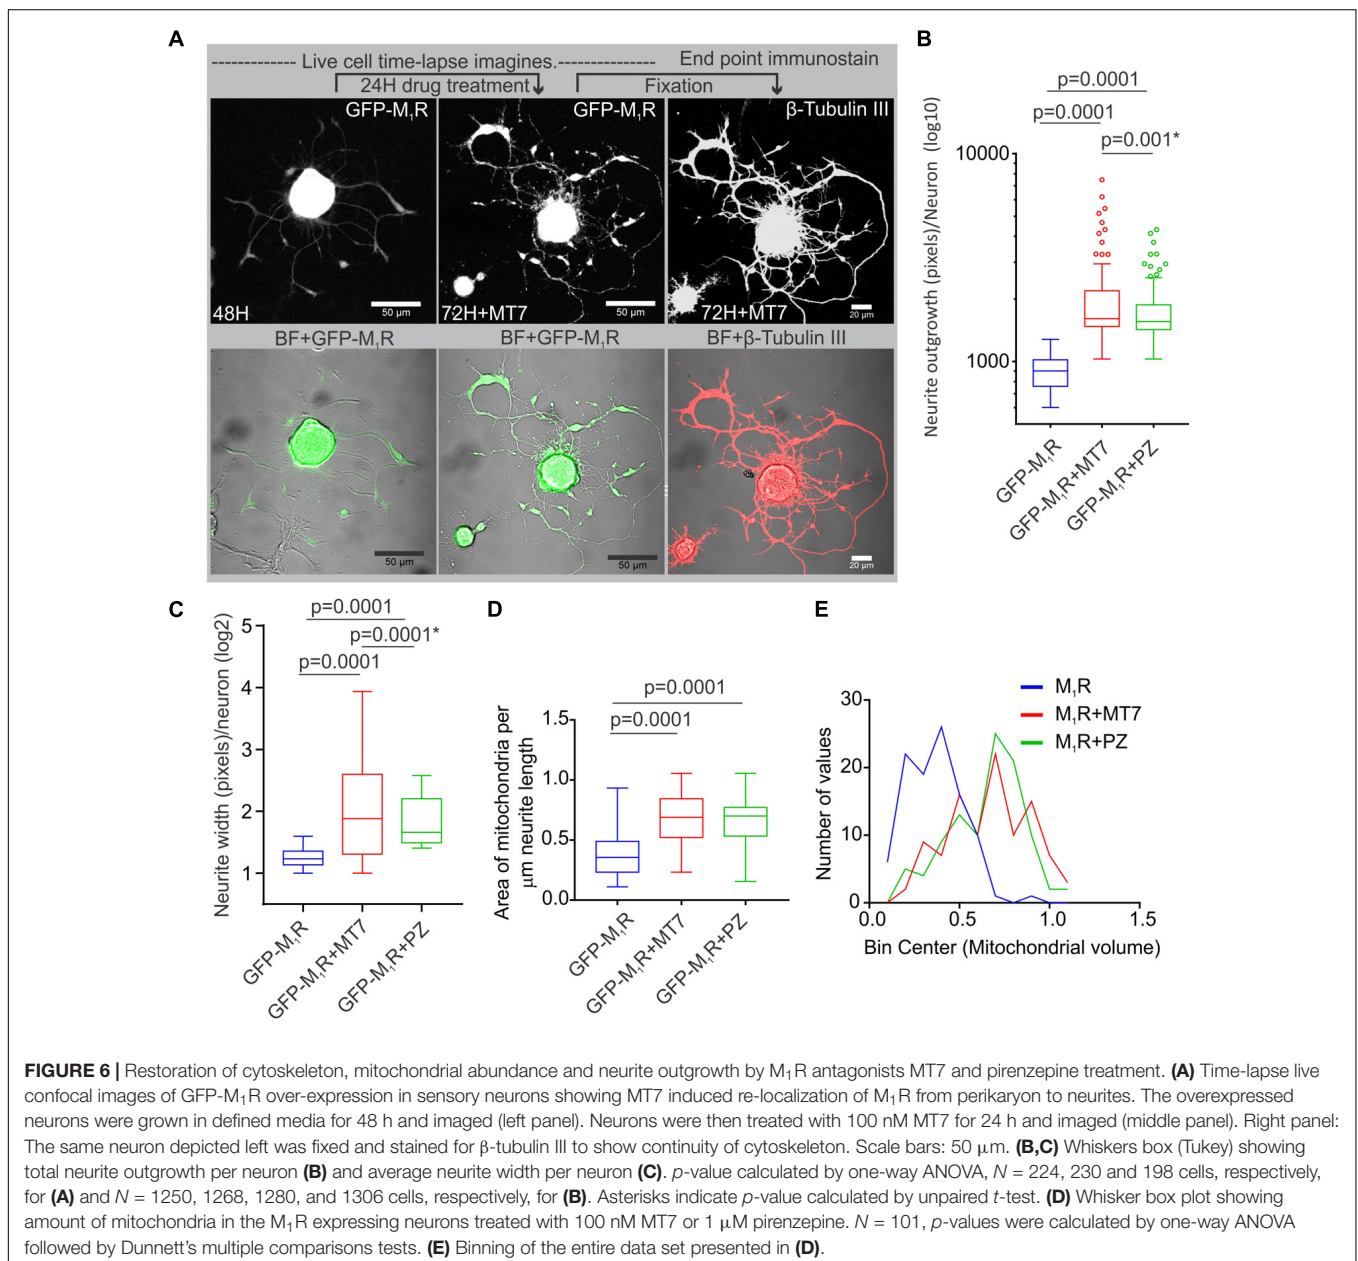 A
------------- Live cell time-lapse imagines.---------------
End point immunostain
24H drug treatment
Fixation
GFP-M₁R
48H
50 µm
GFP-M₁R
72H+MT7
50 µm
β-Tubulin III
72H+MT7
20 µm
BF+GFP-M₁R
50 µm
BF+GFP-M₁R
50 µm
BF+β-Tubulin III
20 µm
B
p=0.0001
p=0.0001
p=0.001*
Neurite outgrowth (pixels)/Neuron (log10)
10000
1000
GFP-M₁R
GFP-M₁R+MT7
GFP-M₁R+PZ
C
p=0.0001
p=0.0001*
p=0.0001
Neurite width (pixels)/neuron (log2)
5
4
3
2
1
GFP-M₁R
GFP-M₁R+MT7
GFP-M₁R+PZ
D
p=0.0001
p=0.0001
Area of mitochondria per
µm neurite length
1.5
1.0
0.5
0.0
GFP-M₁R
GFP-M₁R+MT7
GFP-M₁R+PZ
E
M₁R
M₁R+MT7
M₁R+PZ
Number of values
30
20
10
0
0.0 0.5 1.0 1.5
Bin Center (Mitochondrial volume)
FIGURE 6 | Restoration of cytoskeleton, mitochondrial abundance and neurite outgrowth by M₁R antagonists MT7 and pirenzepine treatment. (A) Time-lapse live
confocal images of GFP-M₁R over-expression in sensory neurons showing MT7 induced re-localization of M₁R from perikaryon to neurites. The overexpressed
neurons were grown in defined media for 48 h and imaged (left panel). Neurons were then treated with 100 nM MT7 for 24 h and imaged (middle panel). Right panel:
The same neuron depicted left was fixed and stained for β-tubulin III to show continuity of cytoskeleton. Scale bars: 50 µm. (B,C) Whiskers box (Tukey) showing
total neurite outgrowth per neuron (B) and average neurite width per neuron (C). p-value calculated by one-way ANOVA, N = 224, 230 and 198 cells, respectively,
for (A) and N = 1250, 1268, 1280, and 1306 cells, respectively, for (B). Asterisks indicate p-value calculated by unpaired t-test. (D) Whisker box plot showing
amount of mitochondria in the M₁R expressing neurons treated with 100 nM MT7 or 1 µM pirenzepine. N = 101, p-values were calculated by one-way ANOVA
followed by Dunnett's multiple comparisons tests. (E) Binning of the entire data set presented in (D).